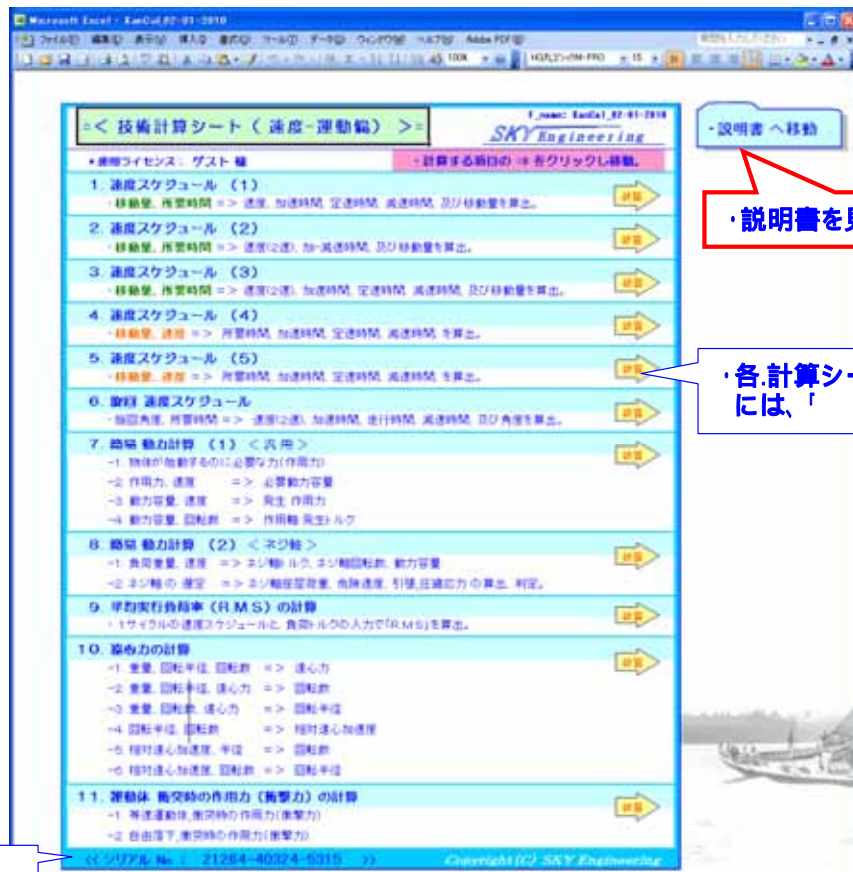 Microsoft Excel - KanCal_02-01-2010
=< 技術計算シート ( 速度-運動編) >=
F_name: KanCal_02-01-2010
SKY Engineering
・説明書 へ移動
・使用ライセンス: ゲスト 様
・計算する項目の ⇒ をクリックし移動。
・説明書を見
1. 速度スケジュール (1)
・移動量, 所要時間 => 速度, 加速時間, 定速時間, 減速時間, 及び移動量を算出。
計算
2. 速度スケジュール (2)
・移動量, 所要時間 => 速度(2速), 加-減速時間, 及び移動量を算出。
計算
3. 速度スケジュール (3)
・移動量, 所要時間 => 速度(2速), 加速時間, 定速時間, 減速時間, 及び移動量を算出。
計算
4. 速度スケジュール (4)
・移動量, 速度 => 所要時間, 加速時間, 定速時間, 減速時間, を算出。
計算
5. 速度スケジュール (5)
・移動量, 速度 => 所要時間, 加速時間, 定速時間, 減速時間, を算出。
計算
・各.計算シー
には、「
6. 旋回 速度スケジュール
・旋回角度, 所要時間 => 速度(2速), 加速時間, 走行時間, 減速時間, 及び角度を算出。
計算
7. 簡易 動力計算 (1) <汎用>
-1. 物体が始動するのに必要な力(作用力)
-2. 作用力, 速度 => 必要動力容量
-3. 動力容量, 速度 => 発生 作用力
-4. 動力容量, 回転数 => 作用軸 発生トルク
計算
8. 簡易 動力計算 (2) <ネジ軸>
-1. 負荷重量, 速度 => ネジ軸トルク, ネジ軸回転数, 動力容量
-2. ネジ軸の 選定 => ネジ軸座屈荷重, 危険速度, 引張,圧縮応力 の算出, 判定。
計算
9. 平均実行負荷率 (R.M.S) の計算
・1サイクルの速度スケジュールと, 負荷トルクの入力で「R.M.S」を算出。
計算
10. 遠心力の計算
-1. 重量, 回転半径, 回転数 => 遠心力
-2. 重量, 回転半径, 遠心力 => 回転数
-3. 重量, 回転数, 遠心力 => 回転半径
-4. 回転半径, 回転数 => 相対遠心加速度
-5. 相対遠心加速度, 半径 => 回転数
-6. 相対遠心加速度, 回転数 => 回転半径
計算
11. 運動体 衝突時の作用力 (衝撃力) の計算
-1. 等速運動体,衝突時の作用力(衝撃力)
-2. 自由落下,衝突時の作用力(衝撃力)
計算
<< シリアル No. : 21264-40324-5315 >>
Copyright(C) SKY Engineering